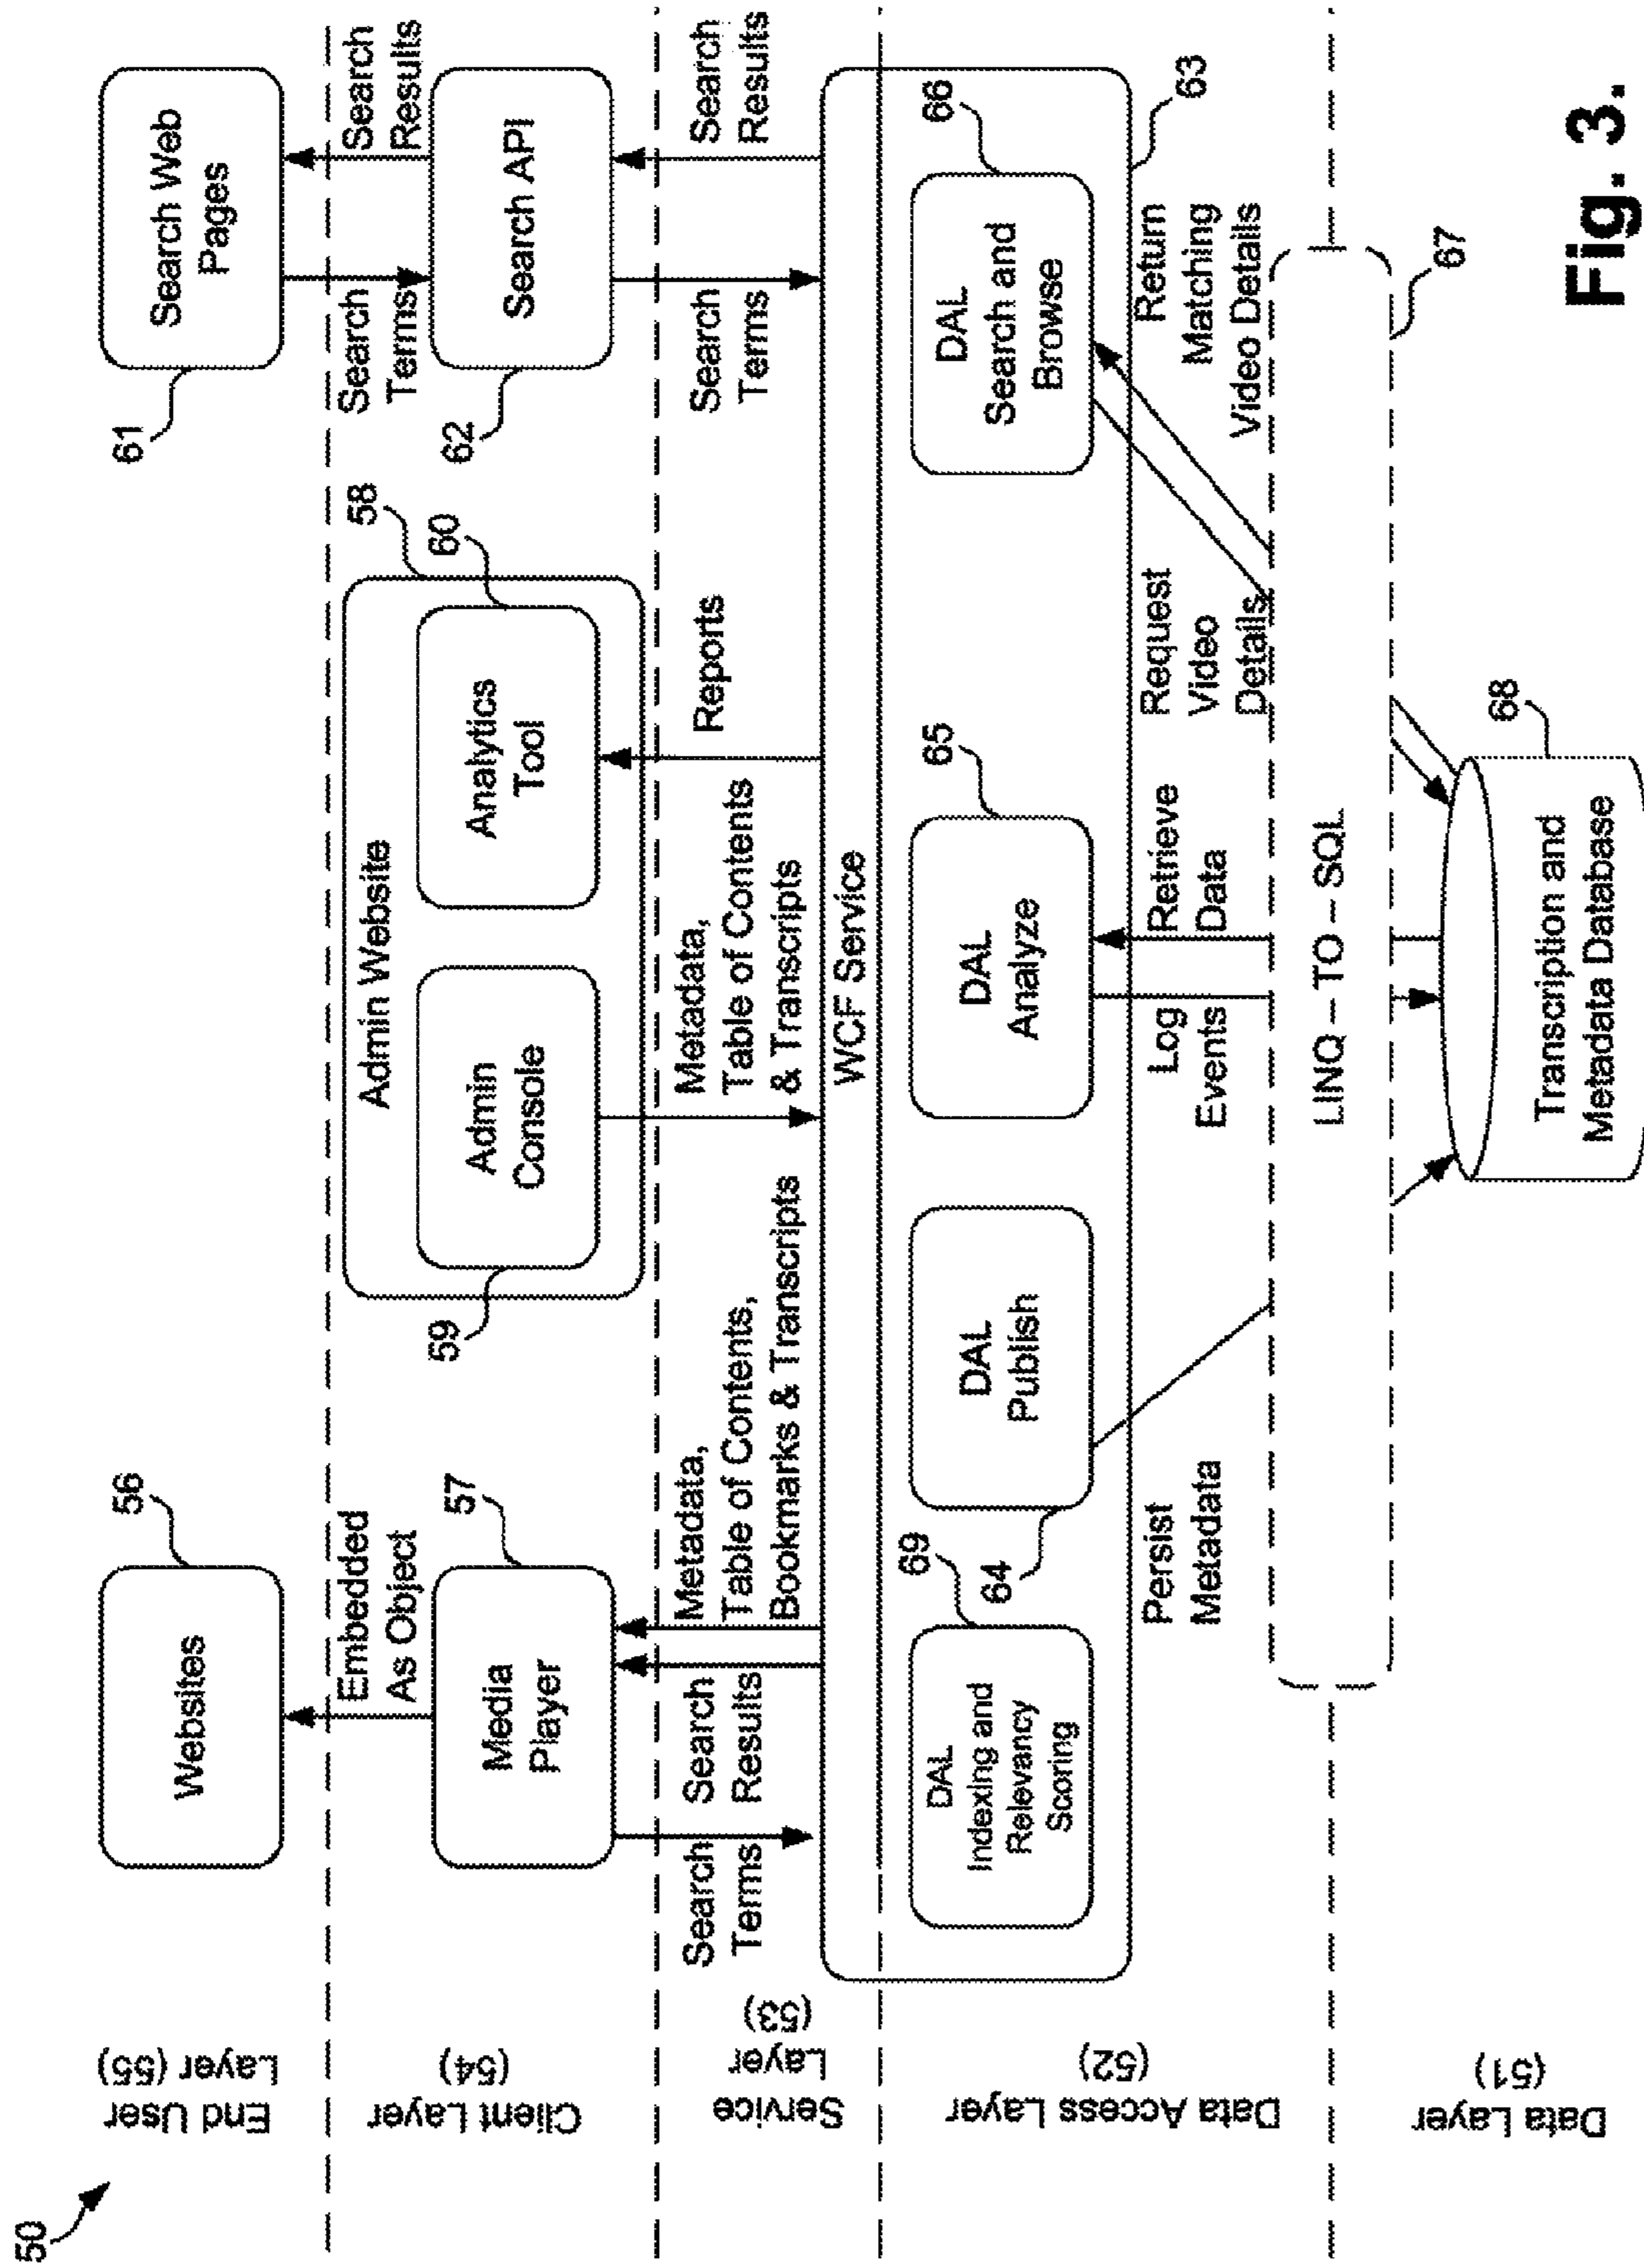 50
End User
Layer (55)
Client Layer
(54)
Service
Layer
(53)
Data Access Layer
(52)
Data Layer
(51)
Websites
56
Embedded
As Object
Media
Player
57
Search
Terms
Search
Results
Metadata,
Table of Contents,
Bookmarks & Transcripts
58
Admin Website
Admin
Console
59
Analytics
Tool
60
Metadata,
Table of Contents
& Transcripts
Reports
Search Web
Pages
61
Search
Terms
Search
Results
Search API
62
Search
Terms
Search
Results
WCF Service
63
DAL
Indexing and
Relevancy
Scoring
69
DAL
Publish
64
DAL
Analyze
65
DAL
Search and
Browse
66
Persist
Metadata
Log
Events
Retrieve
Data
Request
Video
Details
Return
Matching
Video Details
LINQ – TO – SQL
67
Transcription and
Metadata Database
68
Fig. 3.